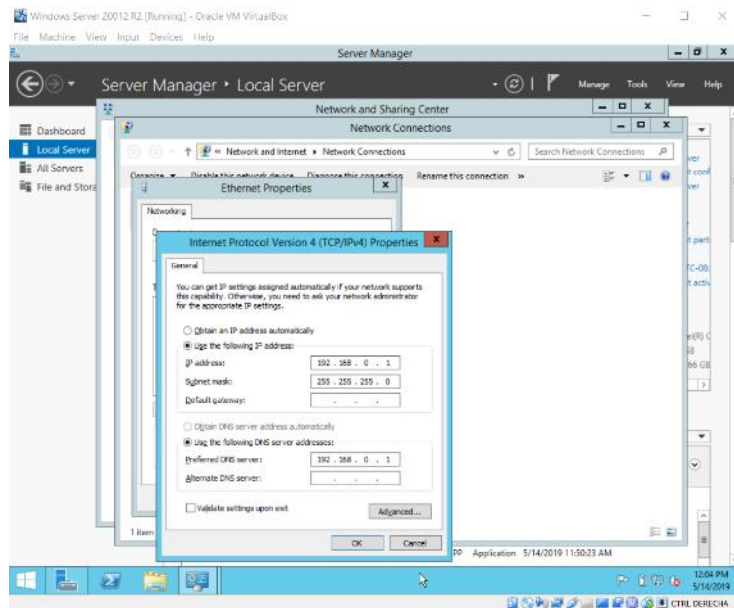 Windows Server 20012 R2 [Running] - Oracle VM VirtualBox
File Machine View Input Devices Help
Server Manager
Server Manager • Local Server
Manage Tools View Help
Network and Sharing Center
Network Connections
Dashboard
Local Server
All Servers
File and Stora
Network and Internet Network Connections
Search Network Connections
Organize Disable this network device Diagnose this connection Rename this connection »
Ethernet Properties
Networking
Internet Protocol Version 4 (TCP/IPv4) Properties
General
You can get IP settings assigned automatically if your network supports
this capability. Otherwise, you need to ask your network administrator
for the appropriate IP settings.
Obtain an IP address automatically
Use the following IP address:
IP address: 192 . 168 . 0 . 1
Subnet mask: 255 . 255 . 255 . 0
Default gateway:
Obtain DNS server address automatically
Use the following DNS server addresses:
Preferred DNS server: 192 . 168 . 0 . 1
Alternate DNS server:
Validate settings upon exit
Advanced...
OK Cancel
1 item
Application 5/14/2019 11:50:23 AM
12:04 PM
5/14/2019
CTRL DERECHA